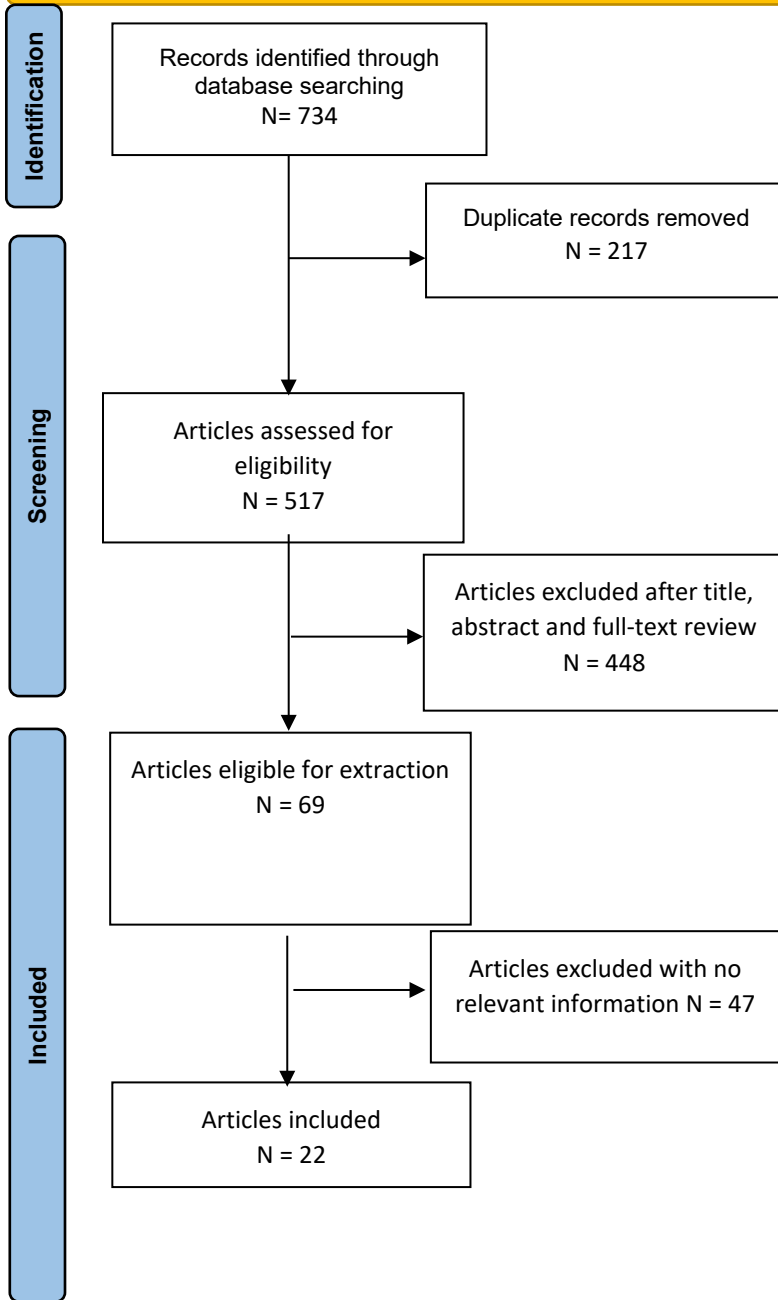 Identification
Records identified through
database searching
N= 734
Duplicate records removed
N = 217
Screening
Articles assessed for
eligibility
N = 517
Articles excluded after title,
abstract and full-text review
N = 448
Included
Articles eligible for extraction
N = 69
Articles excluded with no
relevant information N = 47
Articles included
N = 22